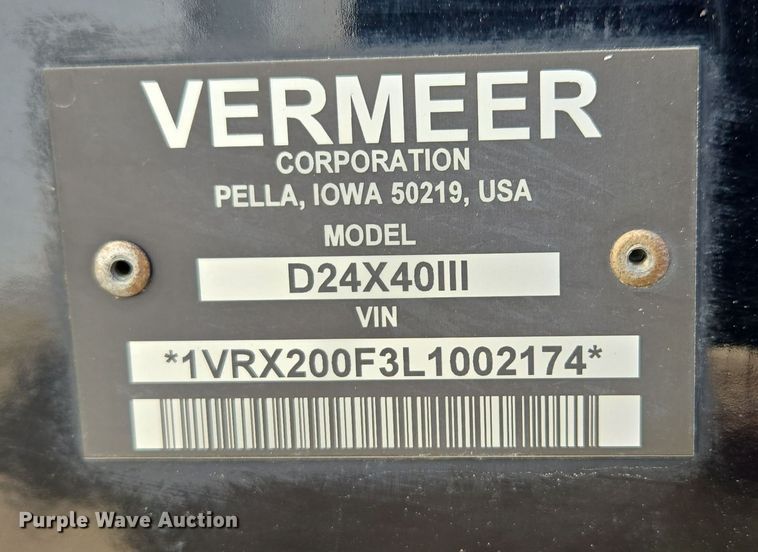 VERMEER
CORPORATION
PELLA, IOWA 50219, USA
MODEL
D24X40III
VIN
*1VRX200F3L1002174*
Purple Wave Auction